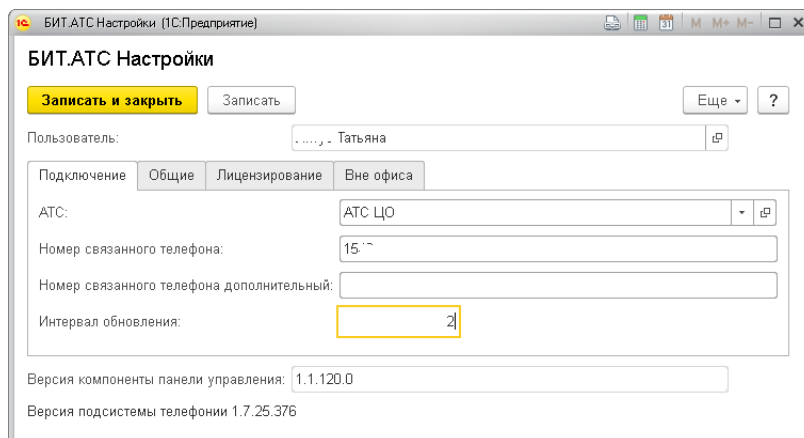 БИТ.АТС Настройки (1С:Предприятие) M M+ M-
БИТ.АТС Настройки
Записать и закрыть Записать Еще ?
Пользователь: Татьяна
Подключение Общие Лицензирование Вне офиса
АТС: АТС ЦО
Номер связанного телефона:
Номер связанного телефона дополнительный:
Интервал обновления: 2
Версия компоненты панели управления: 1.1.120.0
Версия подсистемы телефонии 1.7.25.376